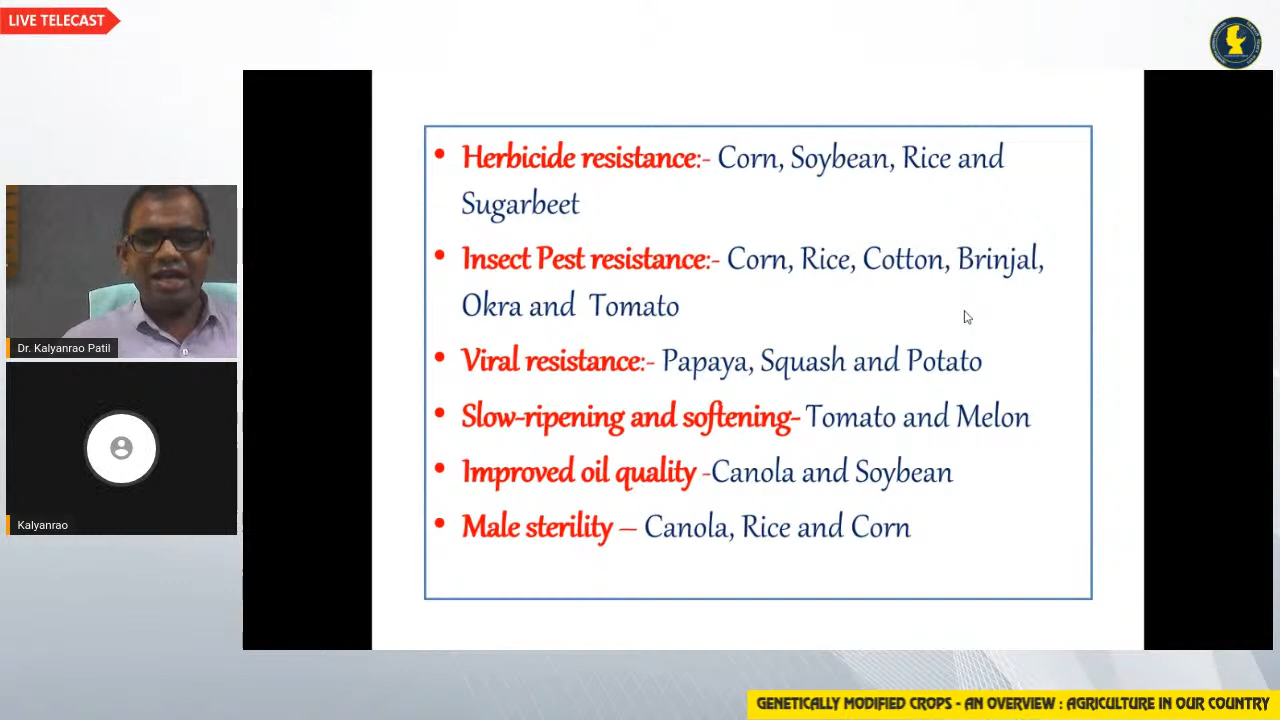 LIVE TELECAST
• Herbicide resistance:- Corn, Soybean, Rice and
Sugarbeet
• Insect Pest resistance:- Corn, Rice, Cotton, Brinjal,
Okra and Tomato
• Viral resistance:- Papaya, Squash and Potato
• Slow-ripening and softening- Tomato and Melon
• Improved oil quality -Canola and Soybean
• Male sterility – Canola, Rice and Corn
Dr. Kalyanrao Patil
Kalyanrao
GENETICALLY MODIFIED CROPS - AN OVERVIEW : AGRICULTURE IN OUR COUNTRY